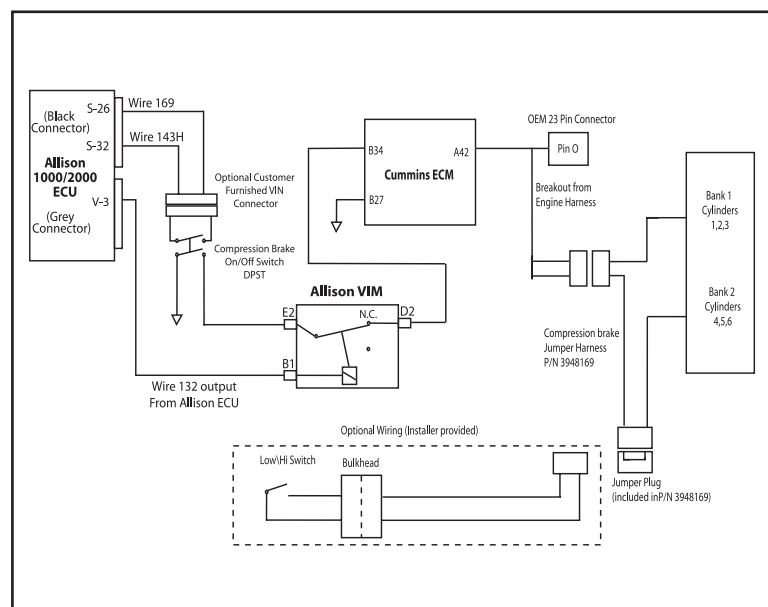 S-26
Wire 169
(Black
Connector)
S-32
Wire 143H
Allison
1000/2000
ECU
V-3
(Grey
Connector)
Optional Customer
Furnished VIN
Connector
Compression Brake
On/Off Switch
DPST
Allison VIM
E2
N.C.
D2
B1
Wire 132 output
From Allison ECU
B34
A42
Cummins ECM
B27
OEM 23 Pin Connector
Pin O
Breakout from
Engine Harness
Bank 1
Cylinders
1,2,3
Bank 2
Cylinders
4,5,6
Compression brake
Jumper Harness
P/N 3948169
Optional Wiring (Installer provided)
Low\Hi Switch
Bulkhead
Jumper Plug
(included inP/N 3948169)